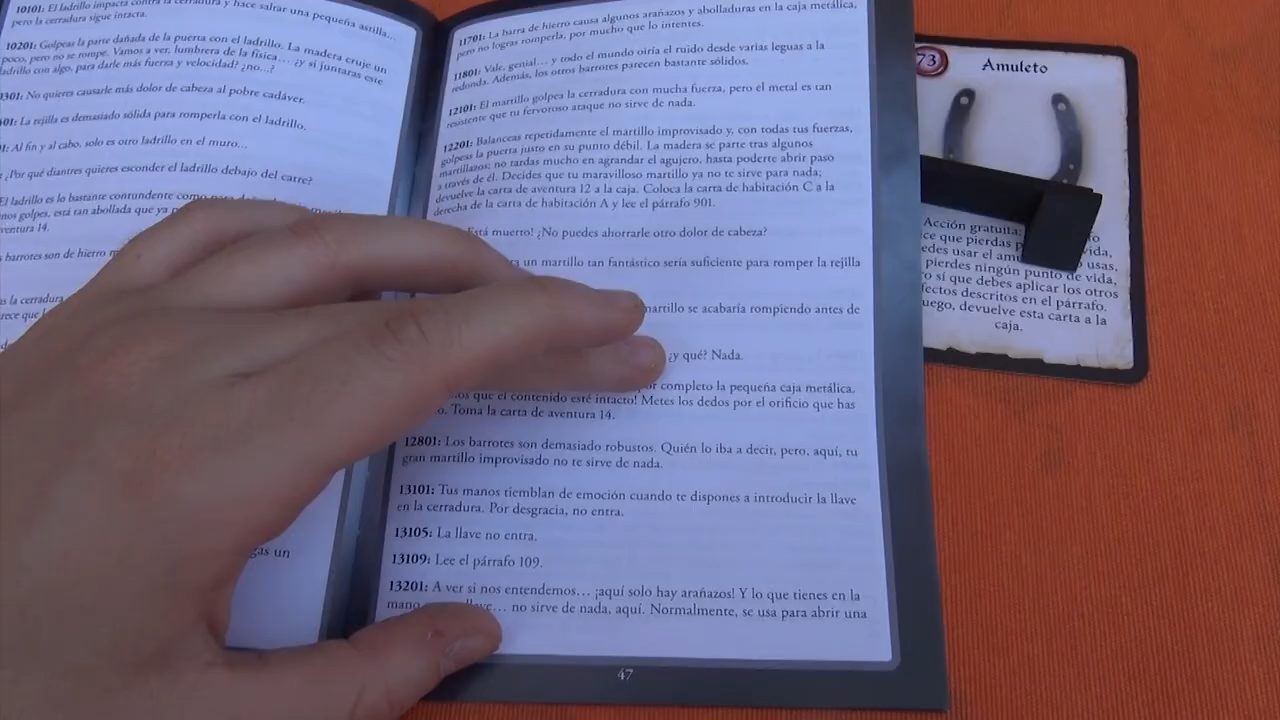 10101: El ladrillo impacta contra la cerradura y hace saltar una pequeña astilla...
pero la cerradura sigue intacta.
10201: Golpeas la parte dañada de la puerta con el ladrillo. La madera cruje un
poco, pero no se rompe. Vamos a ver, lumbrera de la física... ¿y si juntaras este
ladrillo con algo, para darle más fuerza y velocidad? ¿no...?
301: No quieres causarle más dolor de cabeza al pobre cadáver.
01: La rejilla es demasiado sólida para romperla con el ladrillo.
Al fin y al cabo, solo es otro ladrillo en el muro...
¿Por qué diantres quieres esconder el ladrillo debajo del catre?
El ladrillo es lo bastante contundente como
nos golpes, está tan abollada que ya
ventura 14.
barrotes son de hierro
as la cerradura
rece que
gas un
11701: La barra de hierro causa algunos arañazos y abolladuras en la caja metálica,
pero no logras romperla, por mucho que lo intentes.
11801: Vale, genial... y todo el mundo oiría el ruido desde varias leguas a la
redonda. Además, los otros barrotes parecen bastante sólidos.
12101: El martillo golpea la cerradura con mucha fuerza, pero el metal es tan
resistente que tu fervoroso ataque no sirve de nada.
12201: Balanceas repetidamente el martillo improvisado y, con todas tus fuerzas,
golpeas la puerta justo en su punto débil. La madera se parte tras algunos
martillazos; no tardas mucho en agrandar el agujero, hasta poderte abrir paso
a través de él. Decides que tu maravilloso martillo ya no te sirve para nada;
devuelve la carta de aventura 12 a la caja. Coloca la carta de habitación C a la
derecha de la carta de habitación A y lee el párrafo 901.
Está muerto! ¿No puedes ahorrarle otro dolor de cabeza?
un martillo tan fantástico sería suficiente para romper la rejilla
martillo se acabaría rompiendo antes de
¿y qué? Nada.
por completo la pequeña caja metálica.
que el contenido esté intacto! Metes los dedos por el orificio que has
Toma la carta de aventura 14.
12801: Los barrotes son demasiado robustos. Quién lo iba a decir, pero, aquí, tu
gran martillo improvisado no te sirve de nada.
13101: Tus manos tiemblan de emoción cuando te dispones a introducir la llave
en la cerradura. Por desgracia, no entra.
13105: La llave no entra.
13109: Lee el párrafo 109.
13201: A ver si nos entendemos... ¡aquí solo hay arañazos! Y lo que tienes en la
mano no sirve de nada, aquí. Normalmente, se usa para abrir una
47
73
Amuleto
Acción gratuita:
ce que pierdas vida,
edes usar el usas,
pierdes ningún punto de vida,
o sí que debes aplicar los otros
fectos descritos en el párrafo.
uego, devuelve esta carta a la
caja.